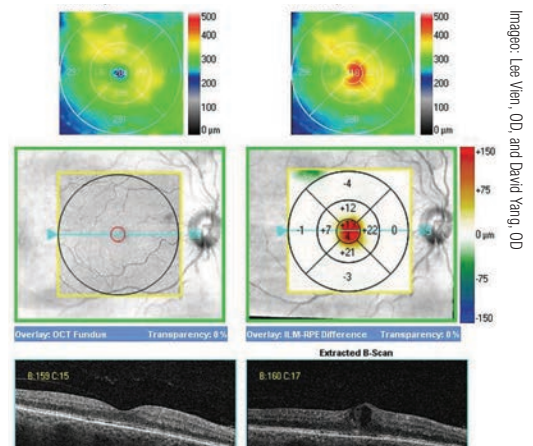 500
400
300
200
100
0 µm
500
400
300
200
100
0 µm
Imageo: Lee Vien, OD, and David Yang, OD
-4
+12
-1
+7
+22
0
+21
-3
+150
+75
0 µm
-75
-150
Overlay: OCT Fundus Transparency: 0 %
Overlay: ILM-RPE Difference Transparency: 0 %
Extracted B-Scan
B:159 C:15
B:160 C:17